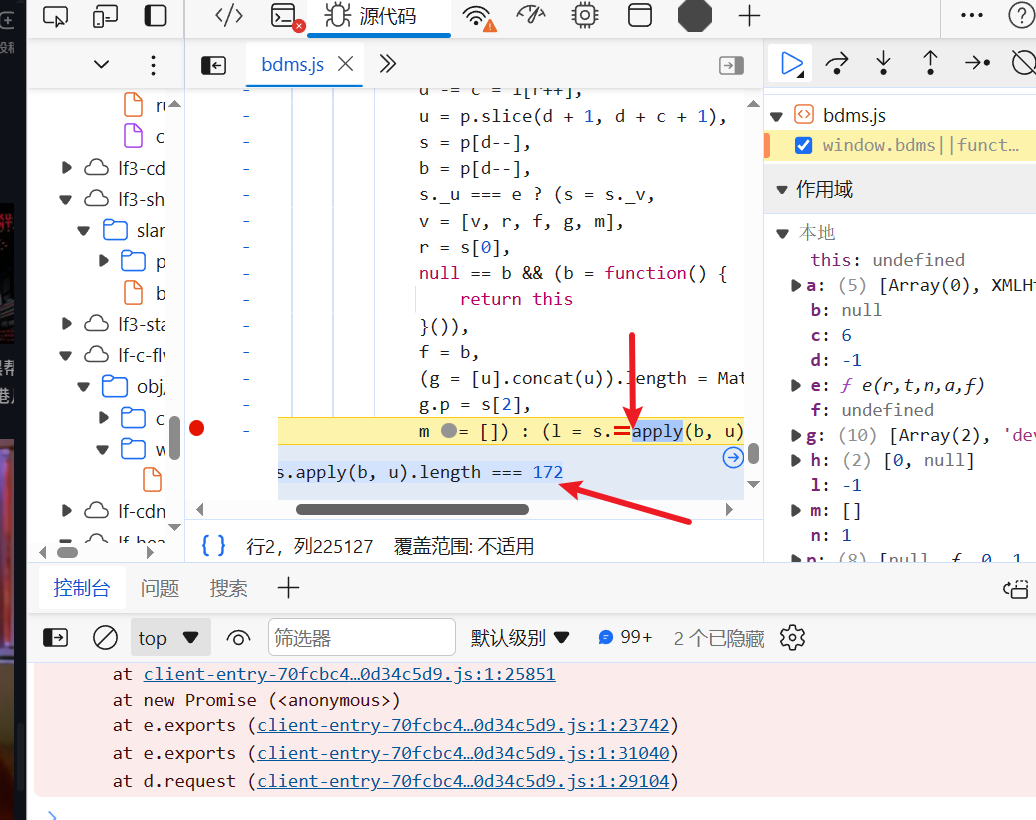 源代码
bdms.js
u -= c = l[r++],
u = p.slice(d + 1, d + c + 1),
s = p[d--],
b = p[d--],
s._u === e ? (s = s._v,
v = [v, r, f, g, m],
r = s[0],
null == b && (b = function() {
return this
}()),
f = b,
(g = [u].concat(u)).length = Mat
g.p = s[2],
m = []) : (l = s.apply(b, u)
s.apply(b, u).length === 172
{ } 行2，列225127 覆盖范围: 不适用
ru
c
lf3-cd
lf3-sh
slar
p
b
lf3-sta
lf-c-fl
obj,
c
w
lf-cdn
lf-hea
bdms.js
window.bdms||funct…
作用域
本地
this: undefined
a: (5) [Array(0), XMLHt
b: null
c: 6
d: -1
e: ƒ e(r,t,n,a,f)
f: undefined
g: (10) [Array(2), 'dev
h: (2) [0, null]
l: -1
m: []
n: 1
p: (8) [null, ƒ, 0, 1,
控制台 问题 搜索
top 筛选器 默认级别 99+ 2 个已隐藏
at client-entry-70fcbc4…0d34c5d9.js:1:25851
at new Promise (<anonymous>)
at e.exports (client-entry-70fcbc4…0d34c5d9.js:1:23742)
at e.exports (client-entry-70fcbc4…0d34c5d9.js:1:31040)
at d.request (client-entry-70fcbc4…0d34c5d9.js:1:29104)